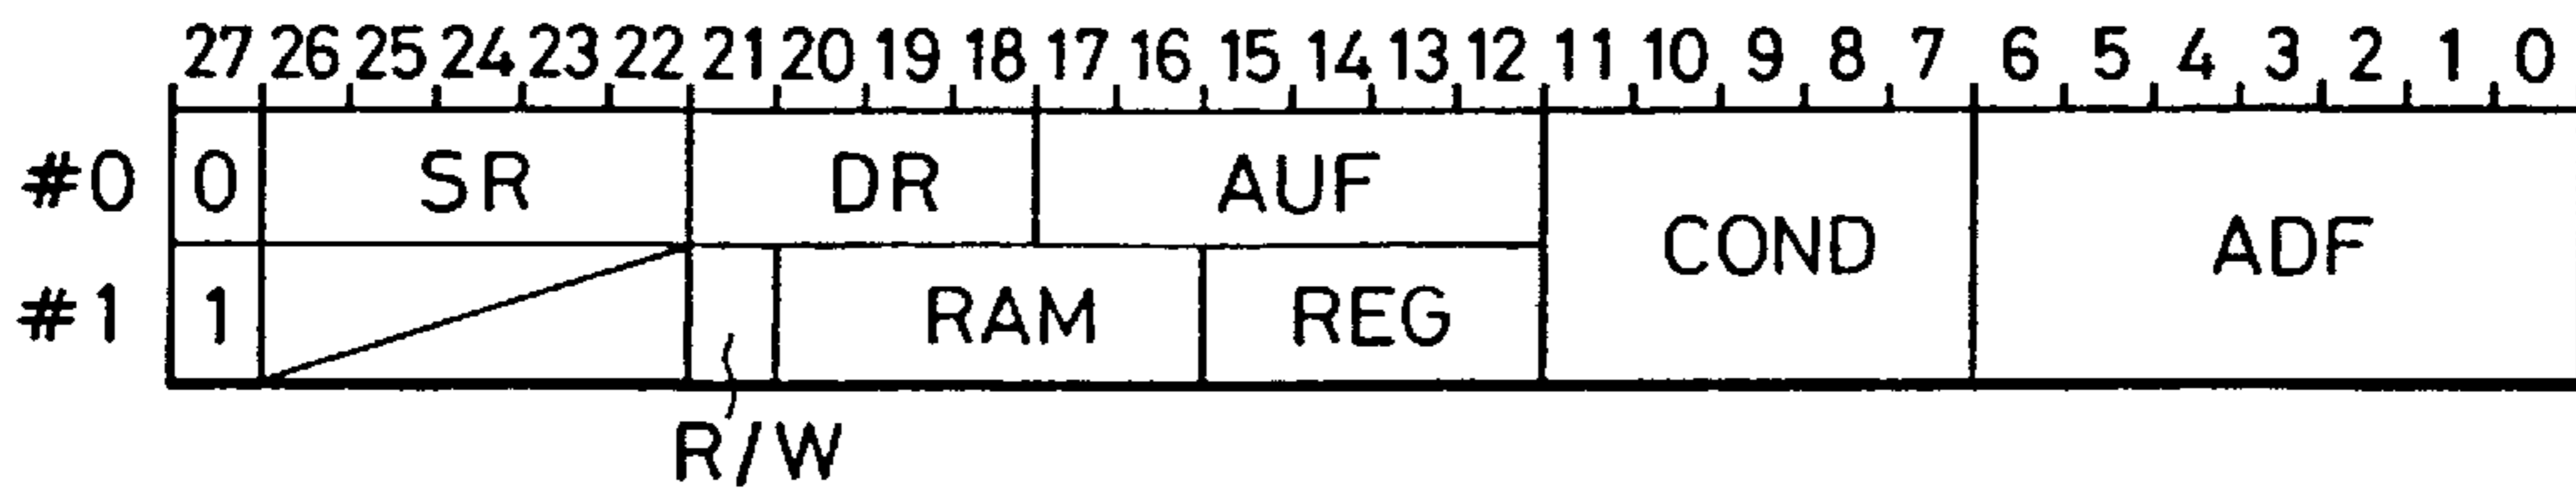 27 26 25 24 23 22 21 20 19 18 17 16 15 14 13 12 11 10 9 8 7 6 5 4 3 2 1 0
#0 0 SR DR AUF
COND ADF
#1 1 RAM REG
R/W